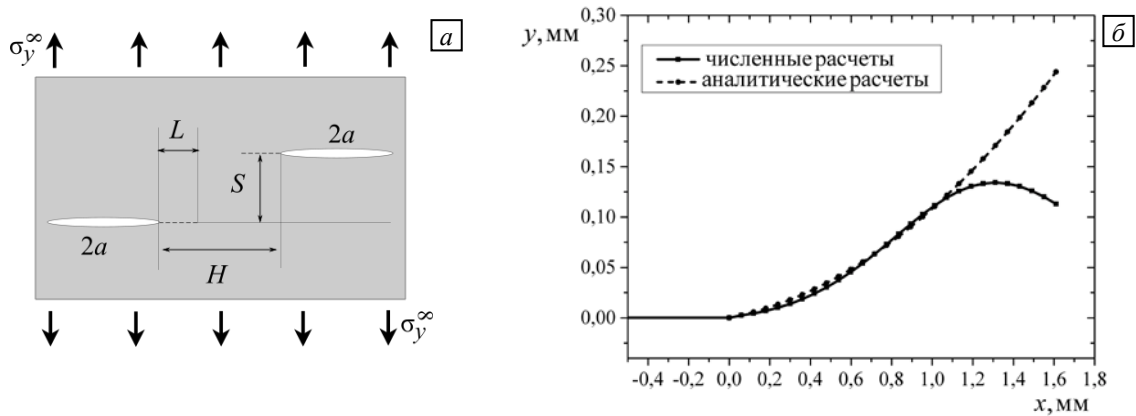 а
σ_y^∞
L
2a
S
2a
H
σ_y^∞
б
y, мм
0,30
0,25
0,20
0,15
0,10
0,05
0,00
численные расчеты
аналитические расчеты
-0,4 -0,2 0,0 0,2 0,4 0,6 0,8 1,0 1,2 1,4 1,6 1,8
x, мм